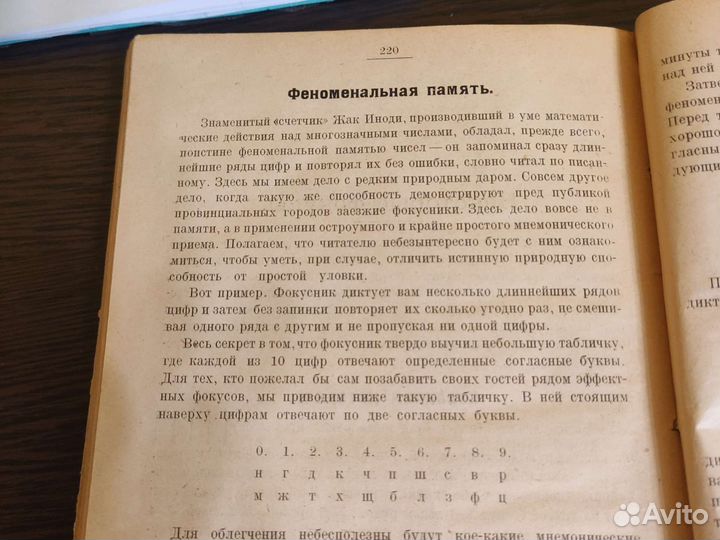 220
Феноменальная память.
Знаменитый «счетчик» Жак Иноди, производивший в уме математи-
ческие действия над многозначными числами, обладал, прежде всего,
поистине феноменальной памятью чисел — он запоминал сразу длин-
нейшие ряды цифр и повторял их без ошибки, словно читал по писан-
ному. Здесь мы имеем дело с редким природным даром. Совсем другое
дело, когда такую же способность демонстрируют пред публикой
провинциальных городов заезжие фокусники. Здесь дело вовсе не в
памяти, а в применении остроумного и крайне простого мнемонического
приема. Полагаем, что читателю небезынтересно будет с ним ознако-
миться, чтобы уметь, при случае, отличить истинную природную спо-
собность от простой уловки.
Вот пример. Фокусник диктует вам несколько длиннейших рядов
цифр и затем без запинки повторяет их сколько угодно раз, не смеши-
вая одного ряда с другим и не пропуская ни одной цифры.
Весь секрет в том, что фокусник твердо выучил небольшую табличку,
где каждой из 10 цифр отвечают определенные согласные буквы.
Для тех, кто пожелал бы сам позабавить своих гостей рядом эффект-
ных фокусов, мы приводим ниже такую табличку. В ней стоящим
наверху цифрам отвечают по две согласных буквы.
0. 1. 2. 3. 4. 5. 6. 7. 8. 9.
н г д к ч п ш с в р
м ж т х щ б л з ф ц
Для облегчения небесполезны будут кое-какие мнемонические
минуты т
над ней
Затве
феномен
Перед т
хорошо
гласны
дующи
П
дикт
Avito